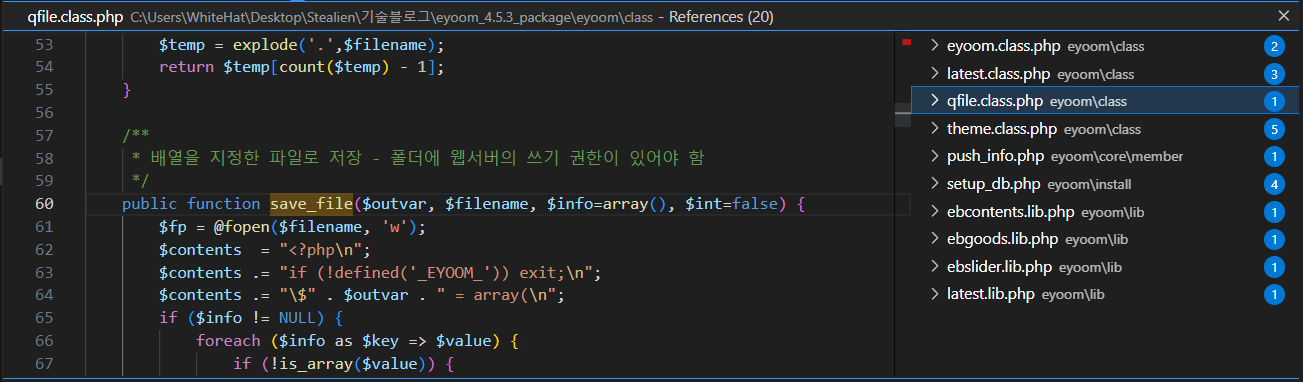 qfile.class.php C:\Users\WhiteHat\Desktop\Stealien\기술블로그\eyoom_4.5.3_package\eyoom\class - References (20)
53 $temp = explode('.',$filename);
54 return $temp[count($temp) - 1];
55 }
56
57 /**
58 * 배열을 지정한 파일로 저장 - 폴더에 웹서버의 쓰기 권한이 있어야 함
59 */
60 public function save_file($outvar, $filename, $info=array(), $int=false) {
61 $fp = @fopen($filename, 'w');
62 $contents  = "<?php\n";
63 $contents .= "if (!defined('_EYOOM_')) exit;\n";
64 $contents .= "\$" . $outvar . " = array(\n";
65 if ($info != NULL) {
66 foreach ($info as $key => $value) {
67 if (!is_array($value)) {
eyoom.class.php eyoom\class 2
latest.class.php eyoom\class 3
qfile.class.php eyoom\class 1
theme.class.php eyoom\class 5
push_info.php eyoom\core\member 1
setup_db.php eyoom\install 4
ebcontents.lib.php eyoom\lib 1
ebgoods.lib.php eyoom\lib 1
ebslider.lib.php eyoom\lib 1
latest.lib.php eyoom\lib 1